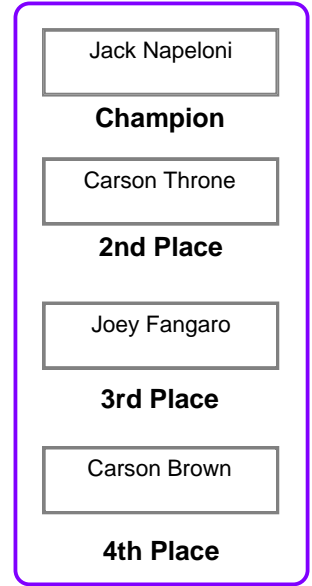 Jack Napeloni
Champion
Carson Throne
2nd Place
Joey Fangaro
3rd Place
Carson Brown
4th Place